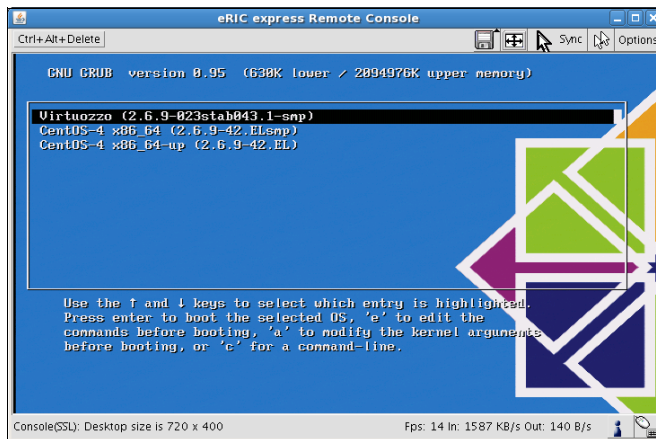 eRIC express Remote Console
Ctrl+Alt+Delete
Sync
Options
GNU GRUB version 0.95 (630K lower / 2094976K upper memory)
Virtuozzo (2.6.9-023stab043.1-smp)
CentOS-4 x86_64 (2.6.9-42.ELsmp)
CentOS-4 x86_64-up (2.6.9-42.EL)
Use the ↑ and ↓ keys to select which entry is highlighted.
Press enter to boot the selected OS, 'e' to edit the
commands before booting, 'a' to modify the kernel arguments
before booting, or 'c' for a command-line.
Console(SSL): Desktop size is 720 x 400
Fps: 14 In: 1587 KB/s Out: 140 B/s